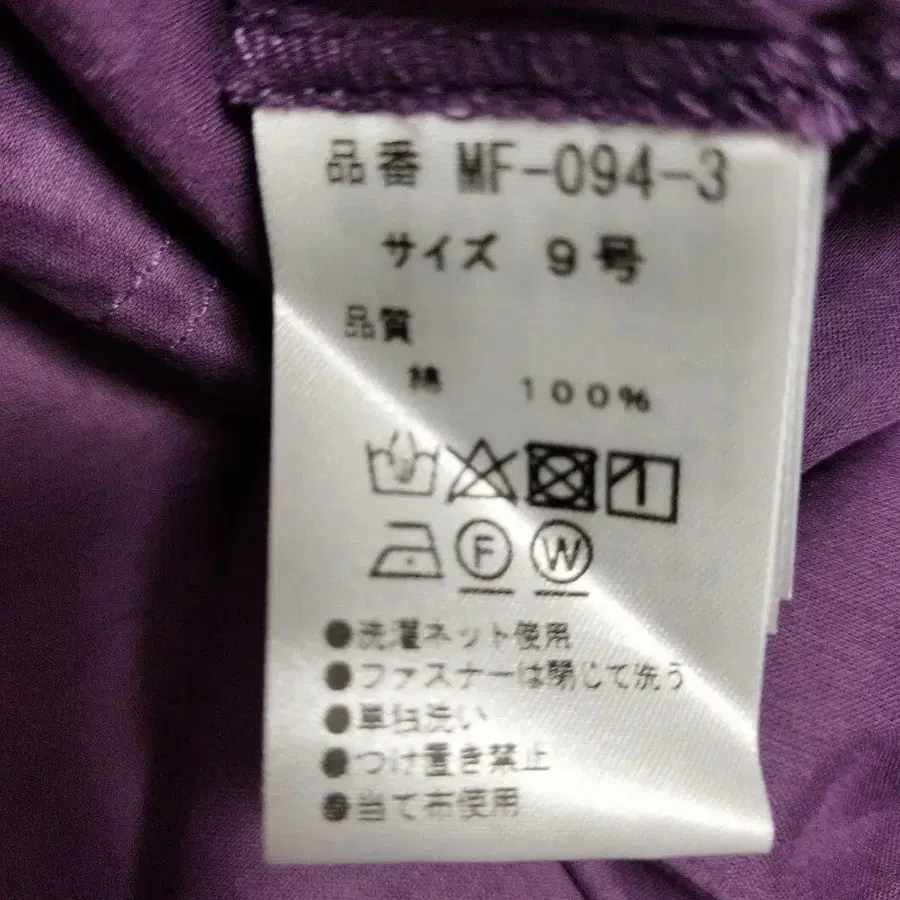 品番 MF-094-3
サイズ 9号
品質
綿 100%
F W
●洗濯ネット使用
●ファスナーは閉じて洗う
●単独洗い
●つけ置き禁止
●当て布使用